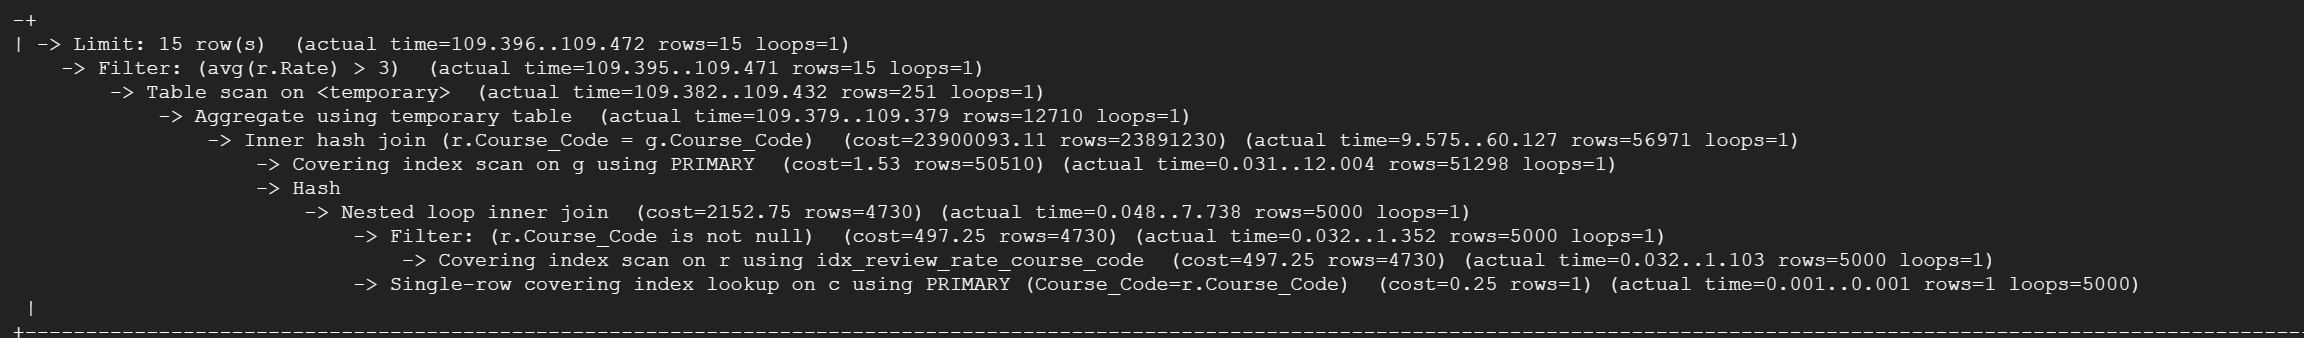 -+
| -> Limit: 15 row(s)  (actual time=109.396..109.472 rows=15 loops=1)
    -> Filter: (avg(r.Rate) > 3)  (actual time=109.395..109.471 rows=15 loops=1)
        -> Table scan on <temporary>  (actual time=109.382..109.432 rows=251 loops=1)
            -> Aggregate using temporary table  (actual time=109.379..109.379 rows=12710 loops=1)
                -> Inner hash join (r.Course_Code = g.Course_Code)  (cost=23900093.11 rows=23891230) (actual time=9.575..60.127 rows=56971 loops=1)
                    -> Covering index scan on g using PRIMARY  (cost=1.53 rows=50510) (actual time=0.031..12.004 rows=51298 loops=1)
                    -> Hash
                        -> Nested loop inner join  (cost=2152.75 rows=4730) (actual time=0.048..7.738 rows=5000 loops=1)
                            -> Filter: (r.Course_Code is not null)  (cost=497.25 rows=4730) (actual time=0.032..1.352 rows=5000 loops=1)
                                -> Covering index scan on r using idx_review_rate_course_code  (cost=497.25 rows=4730) (actual time=0.032..1.103 rows=5000 loops=1)
                            -> Single-row covering index lookup on c using PRIMARY (Course_Code=r.Course_Code)  (cost=0.25 rows=1) (actual time=0.001..0.001 rows=1 loops=5000)
 |
+----------------------------------------------------------------------------------------------------------------------------------------------------------------------------------------------